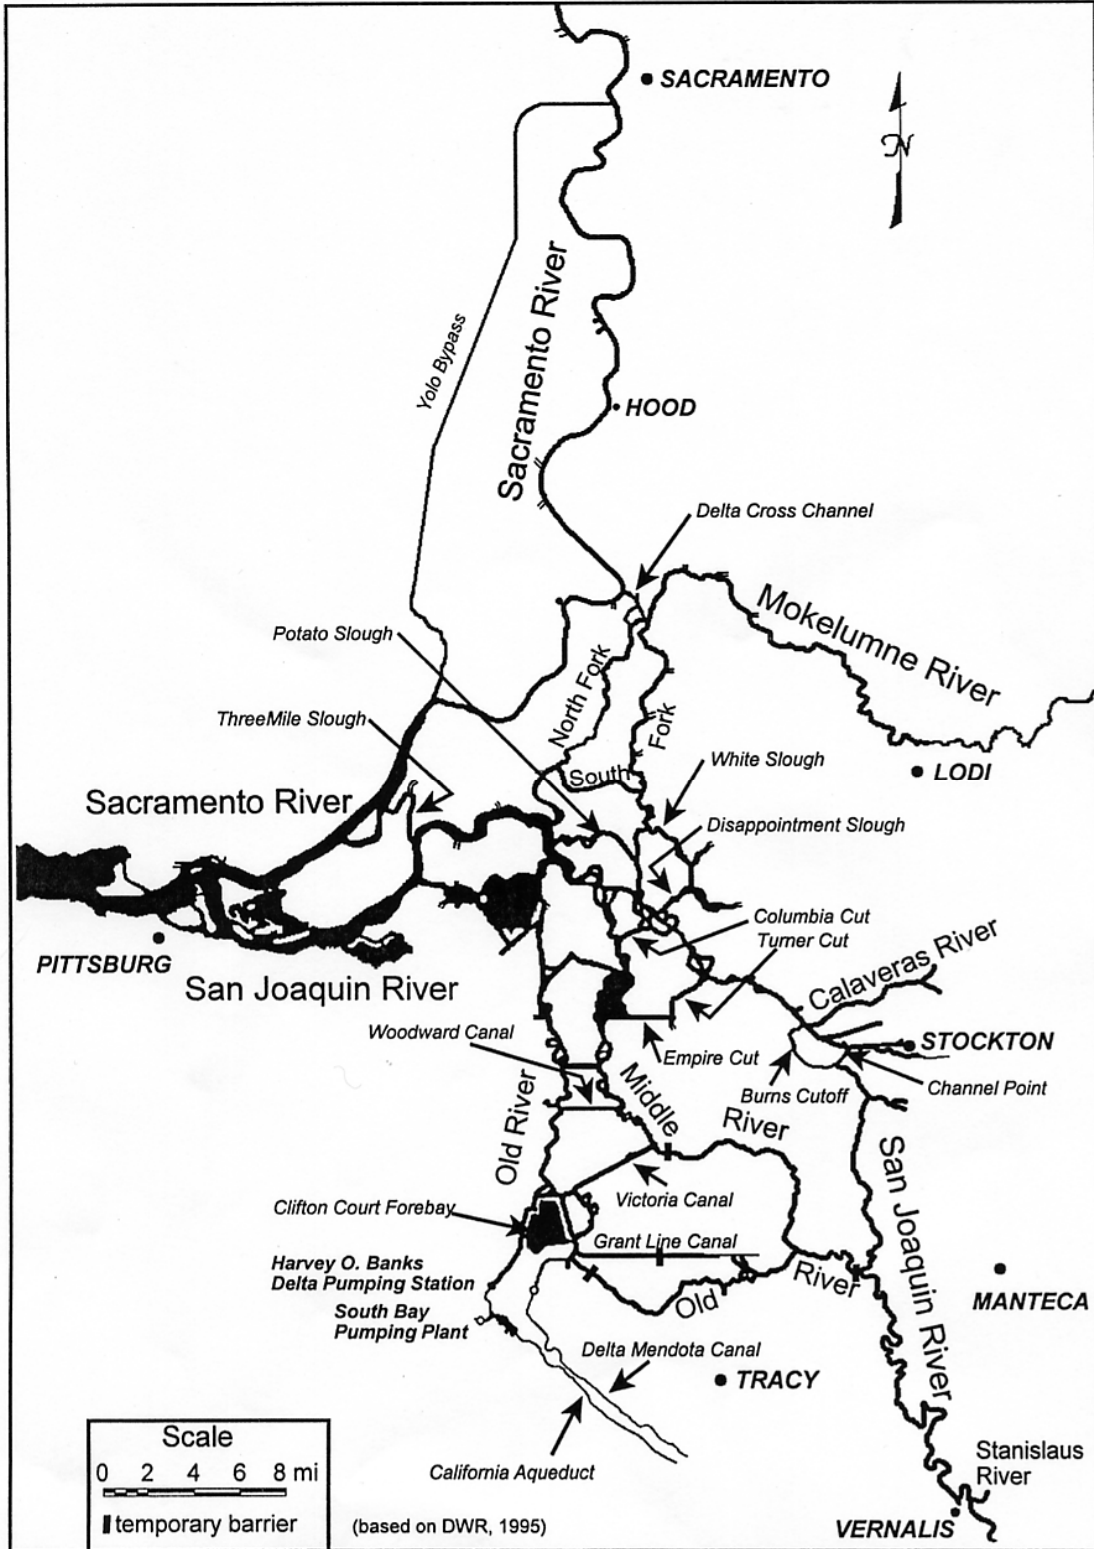 SACRAMENTO
N
Sacramento River
Yolo Bypass
HOOD
Delta Cross Channel
Mokelumne River
Potato Slough
North Fork
ThreeMile Slough
Fork
South
White Slough
LODI
Sacramento River
Disappointment Slough
Columbia Cut
Turner Cut
PITTSBURG
San Joaquin River
Calaveras River
Woodward Canal
STOCKTON
Empire Cut
Channel Point
Burns Cutoff
Old River
Middle
River
Victoria Canal
San Joaquin River
Clifton Court Forebay
Grant Line Canal
Harvey O. Banks
Delta Pumping Station
Old
River
MANTECA
South Bay
Pumping Plant
Delta Mendota Canal
TRACY
California Aqueduct
Stanislaus
River
VERNALIS
Scale
0 2 4 6 8 mi
temporary barrier
(based on DWR, 1995)